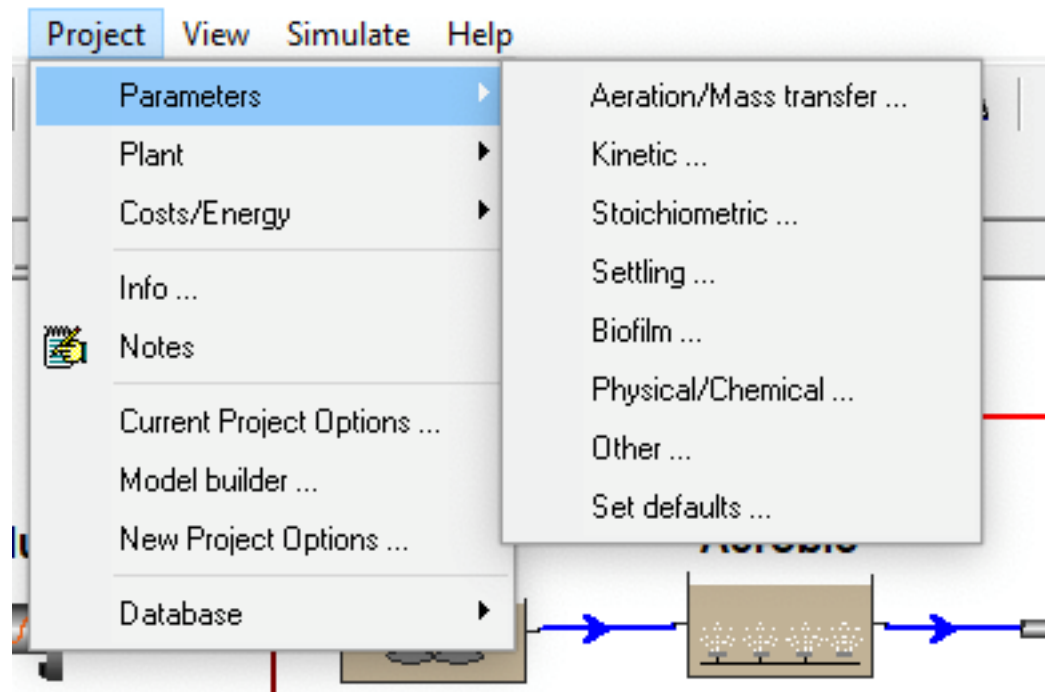 Project View Simulate Help
Parameters
Plant
Costs/Energy
Info ...
Notes
Current Project Options ...
Model builder ...
New Project Options ...
Database
Aeration/Mass transfer ...
Kinetic ...
Stoichiometric ...
Settling ...
Biofilm ...
Physical/Chemical ...
Other ...
Set defaults ...